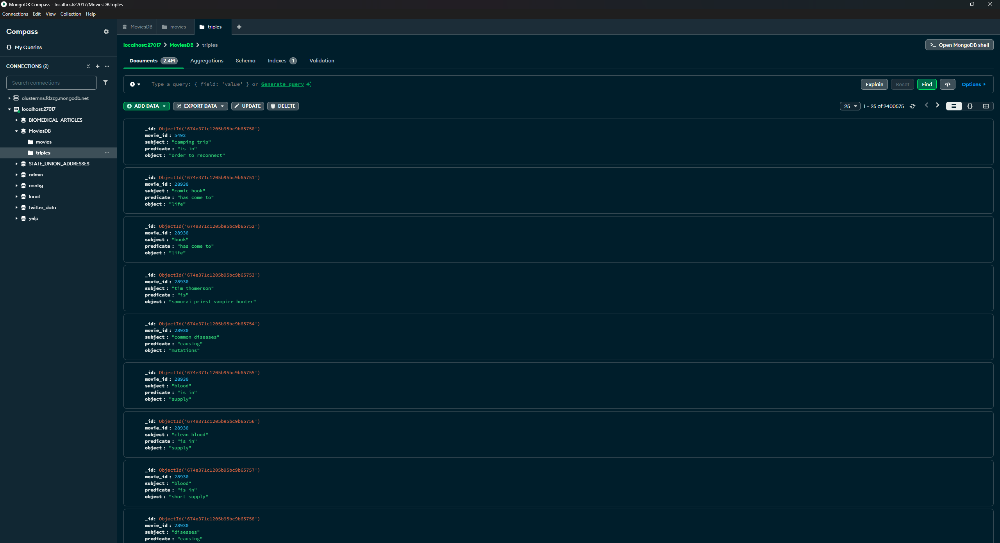 MongoDB Compass - localhost:27017/MoviesDB.triples
Connections Edit View Collection Help
Compass
{} My Queries
CONNECTIONS (2)
Search connections
clusternns.fdzzg.mongodb.net
localhost:27017
BIOMEDICAL_ARTICLES
MoviesDB
movies
triples
STATE_UNION_ADDRESSES
admin
config
local
twitter_data
yelp
MoviesDB movies triples
localhost:27017 > MoviesDB > triples
>_ Open MongoDB shell
Documents 2.4M Aggregations Schema Indexes 1 Validation
Type a query: { field: 'value' } or Generate query
Explain Reset Find </> Options
ADD DATA EXPORT DATA UPDATE DELETE
25 1 – 25 of 2400575 {}
_id: ObjectId('674e371c1205b95bc9b65750')
movie_id : 5492
subject : "camping trip"
predicate : "is in"
object : "order to reconnect"
_id: ObjectId('674e371c1205b95bc9b65751')
movie_id : 28930
subject : "comic book"
predicate : "has come to"
object : "life"
_id: ObjectId('674e371c1205b95bc9b65752')
movie_id : 28930
subject : "book"
predicate : "has come to"
object : "life"
_id: ObjectId('674e371c1205b95bc9b65753')
movie_id : 28930
subject : "tim thomerson"
predicate : "is"
object : "samurai priest vampire hunter"
_id: ObjectId('674e371c1205b95bc9b65754')
movie_id : 28930
subject : "common diseases"
predicate : "causing"
object : "mutations"
_id: ObjectId('674e371c1205b95bc9b65755')
movie_id : 28930
subject : "blood"
predicate : "is in"
object : "supply"
_id: ObjectId('674e371c1205b95bc9b65756')
movie_id : 28930
subject : "clean blood"
predicate : "is in"
object : "supply"
_id: ObjectId('674e371c1205b95bc9b65757')
movie_id : 28930
subject : "blood"
predicate : "is in"
object : "short supply"
_id: ObjectId('674e371c1205b95bc9b65758')
movie_id : 28930
subject : "diseases"
predicate : "causing"